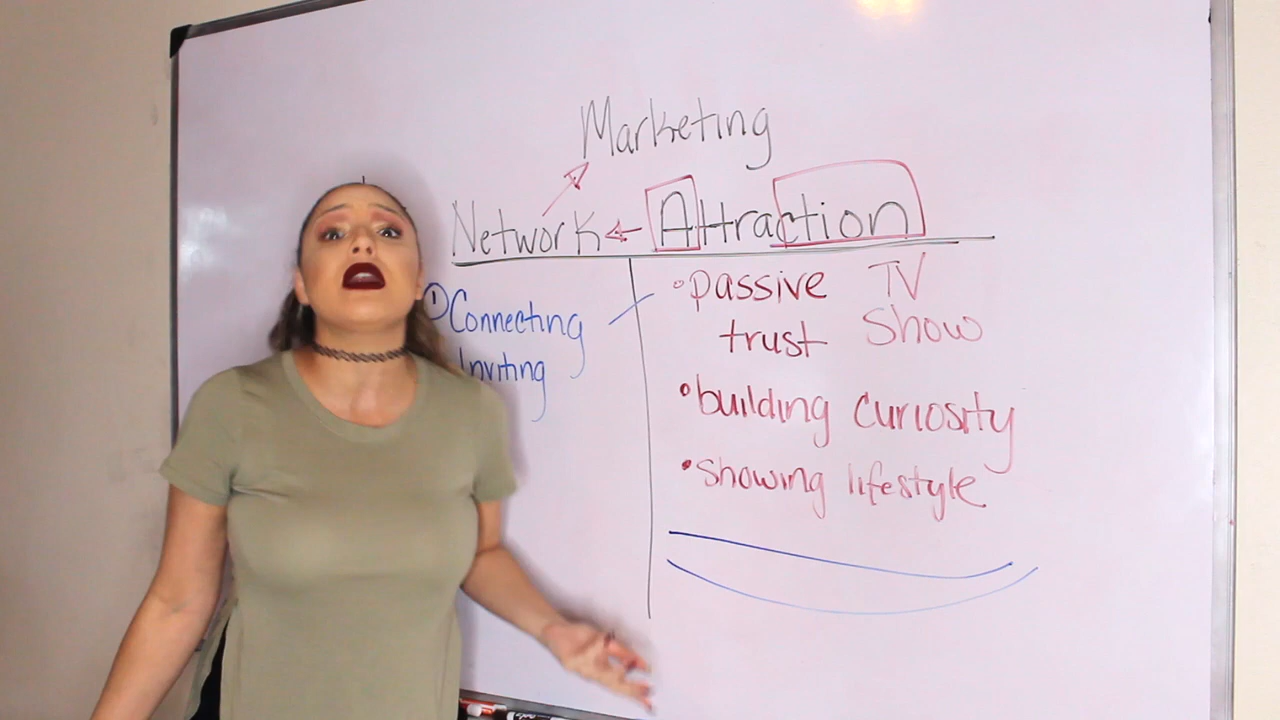 Marketing
Network Attraction
① Connecting
Inviting
• passive TV
trust Show
• building curiosity
• showing lifestyle